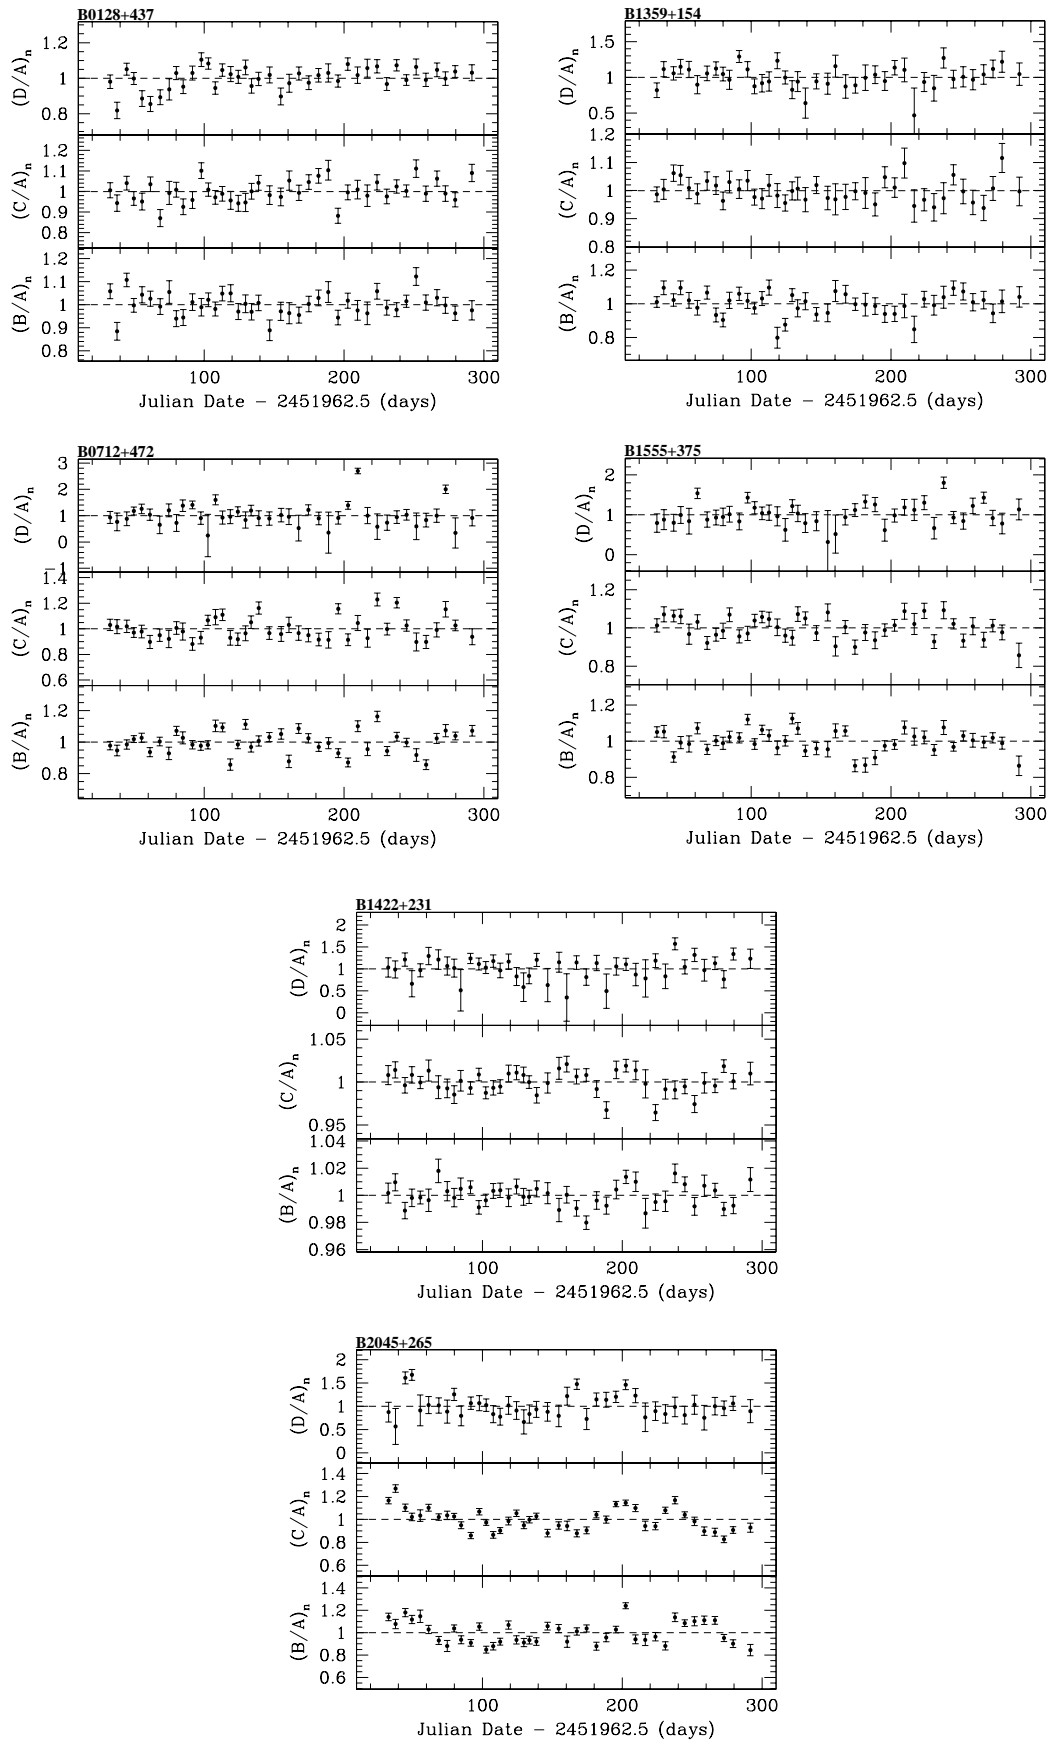 B0128+437
(D/A)n
1.2
1
0.8
(C/A)n
1.2
1.1
1
0.9
0.8
(B/A)n
1.2
1.1
1
0.9
0.8
100 200 300
Julian Date − 2451962.5 (days)
B1359+154
(D/A)n
1.5
1
0.5
(C/A)n
1.2
1.1
1
0.9
0.8
(B/A)n
1.2
1
0.8
100 200 300
Julian Date − 2451962.5 (days)
B0712+472
(D/A)n
3
2
1
0
−1
(C/A)n
1.4
1.2
1
0.8
0.6
(B/A)n
1.2
1
0.8
100 200 300
Julian Date − 2451962.5 (days)
B1555+375
(D/A)n
2
1
0
(C/A)n
1.2
1
0.8
(B/A)n
1.2
1
0.8
100 200 300
Julian Date − 2451962.5 (days)
B1422+231
(D/A)n
2
1.5
1
0.5
0
(C/A)n
1.05
1
0.95
(B/A)n
1.04
1.02
1
0.98
0.96
100 200 300
Julian Date − 2451962.5 (days)
B2045+265
(D/A)n
2
1.5
1
0.5
0
(C/A)n
1.4
1.2
1
0.8
0.6
(B/A)n
1.4
1.2
1
0.8
0.6
100 200 300
Julian Date − 2451962.5 (days)